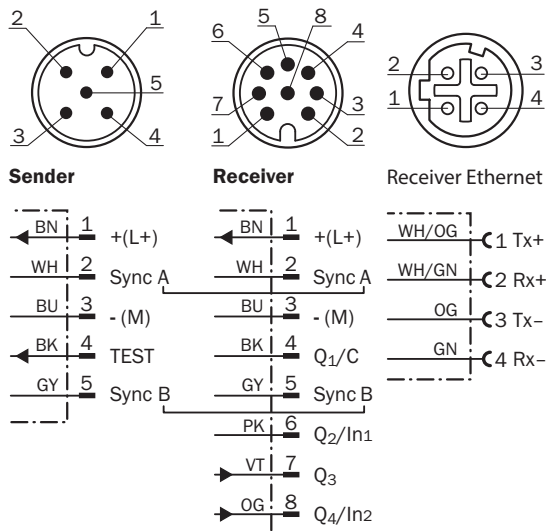 2 1
5
3 4
5 8
6 4
7 3
1 2
2 3
1 4
Sender
BN 1 +(L+)
WH 2 Sync A
BU 3 - (M)
BK 4 TEST
GY 5 Sync B
Receiver
BN 1 +(L+)
WH 2 Sync A
BU 3 - (M)
BK 4 Q1/C
GY 5 Sync B
PK 6 Q2/In1
VT 7 Q3
OG 8 Q4/In2
Receiver Ethernet
WH/OG 1 Tx+
WH/GN 2 Rx+
OG 3 Tx–
GN 4 Rx–